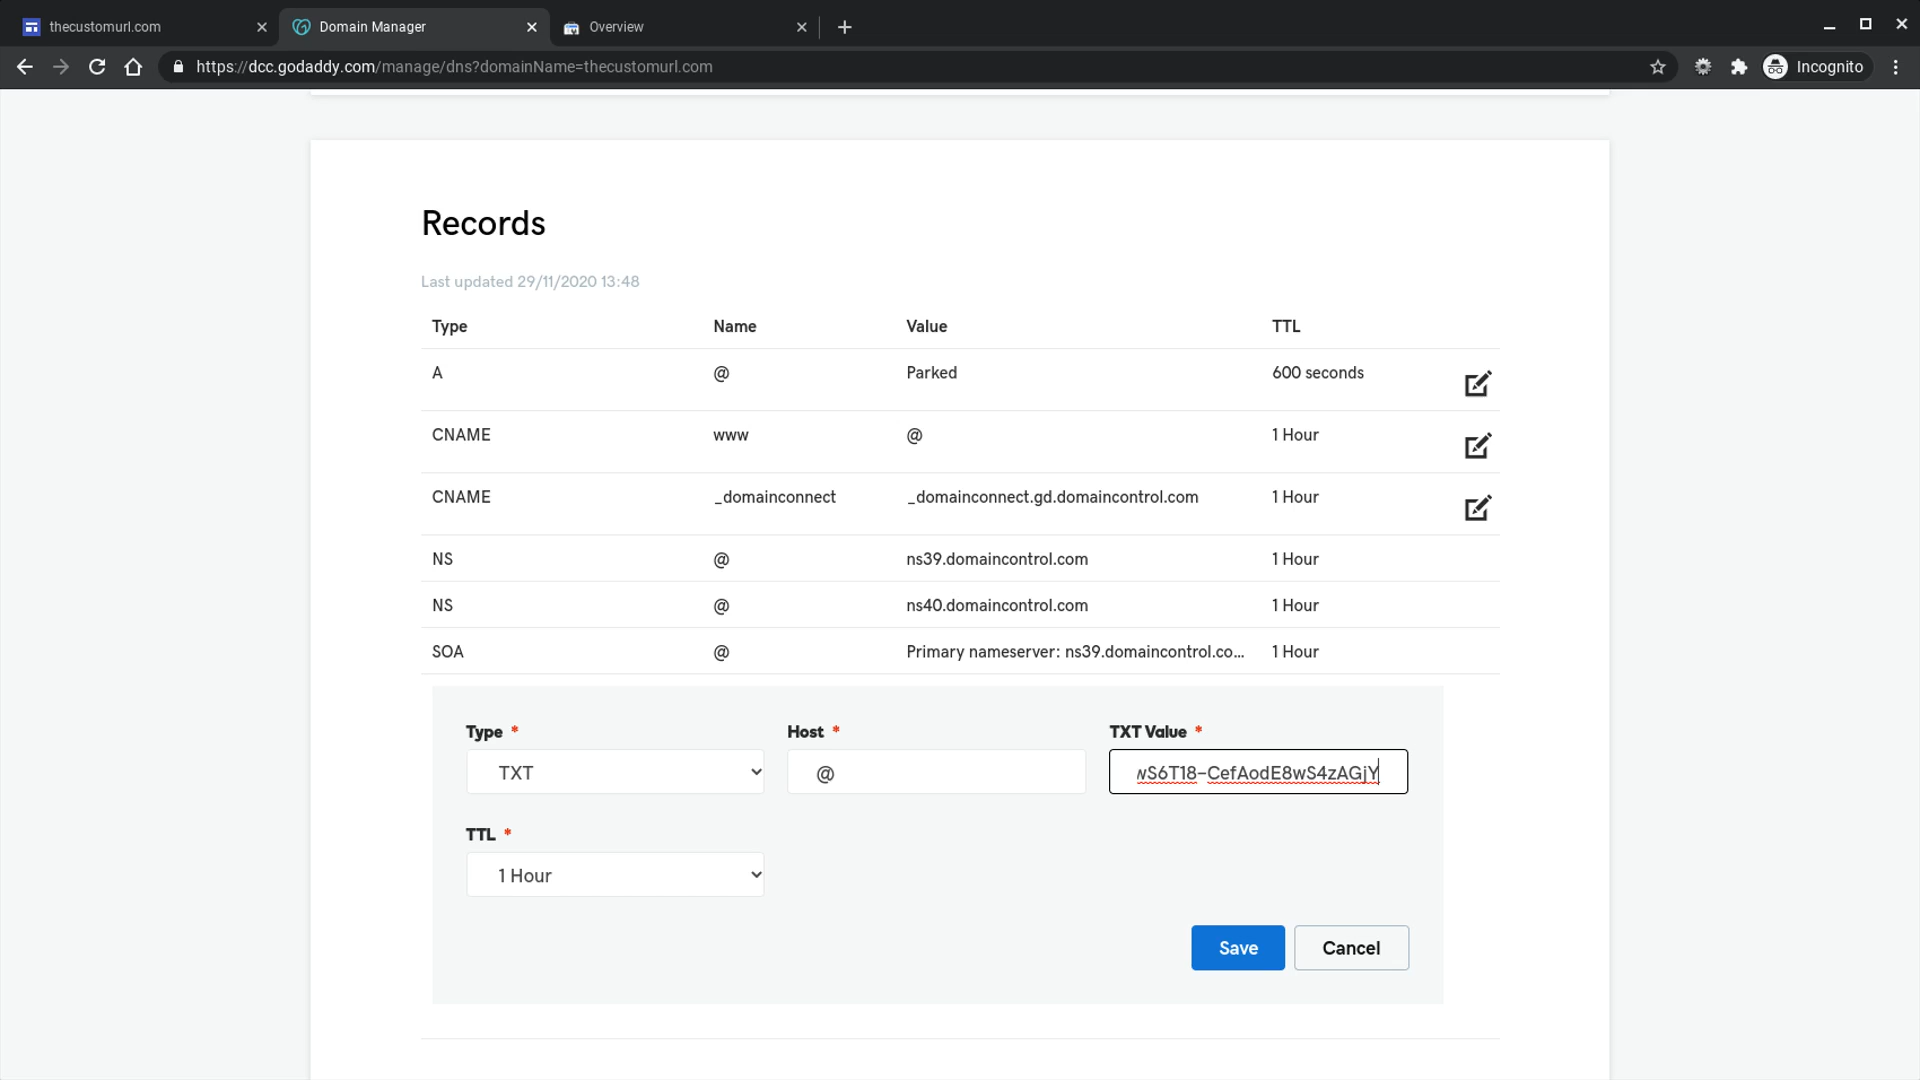 thecustomurl.com
Domain Manager
Overview
https://dcc.godaddy.com/manage/dns?domainName=thecustomurl.com
Incognito
Records
Last updated 29/11/2020 13:48
Type Name Value TTL
A @ Parked 600 seconds
CNAME www @ 1 Hour
CNAME _domainconnect _domainconnect.gd.domaincontrol.com 1 Hour
NS @ ns39.domaincontrol.com 1 Hour
NS @ ns40.domaincontrol.com 1 Hour
SOA @ Primary nameserver: ns39.domaincontrol.co... 1 Hour
Type * Host * TXT Value *
TXT @ wS6T18-CefAodE8wS4zAGjY
TTL *
1 Hour
Save Cancel